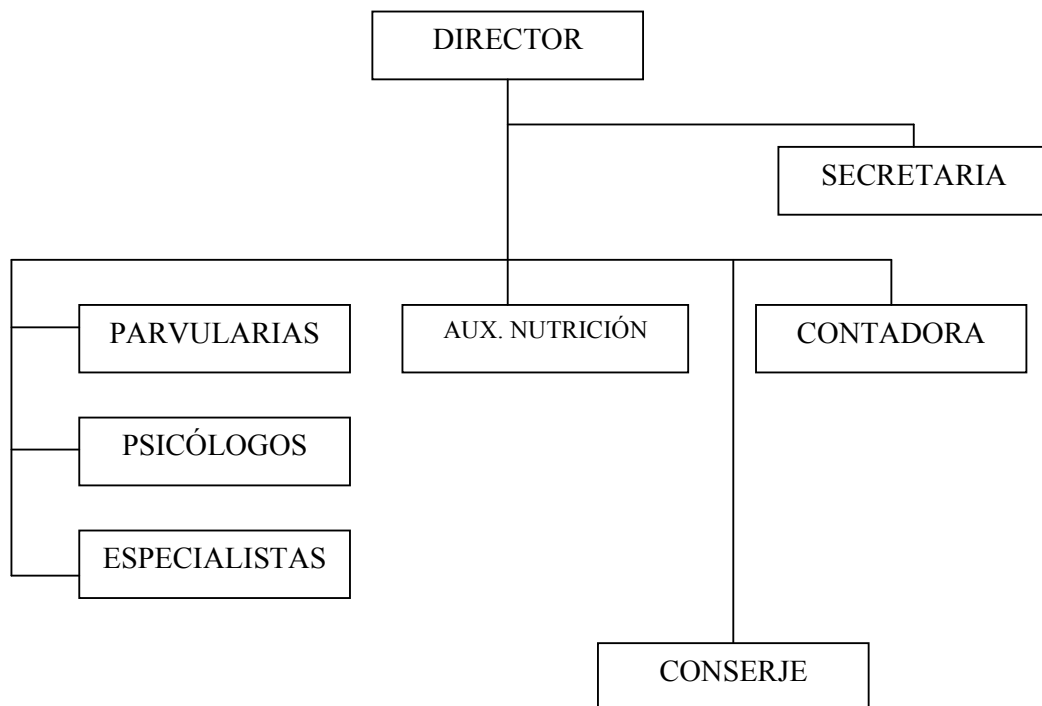 DIRECTOR
SECRETARIA
PARVULARIAS
AUX. NUTRICIÓN
CONTADORA
PSICÓLOGOS
ESPECIALISTAS
CONSERJE